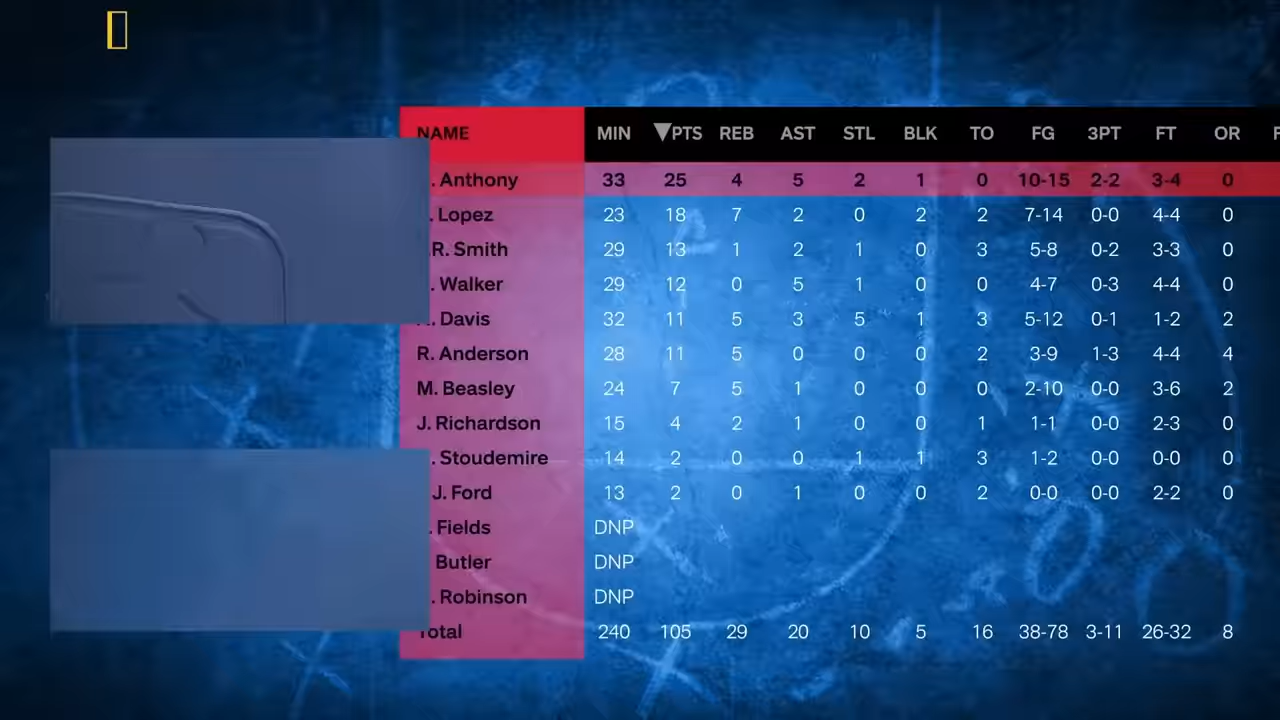 NAME MIN ▼PTS REB AST STL BLK TO FG 3PT FT OR
. Anthony 33 25 4 5 2 1 0 10-15 2-2 3-4 0
. Lopez 23 18 7 2 0 2 2 7-14 0-0 4-4 0
.R. Smith 29 13 1 2 1 0 3 5-8 0-2 3-3 0
. Walker 29 12 0 5 1 0 0 4-7 0-3 4-4 0
. Davis 32 11 5 3 5 1 3 5-12 0-1 1-2 2
R. Anderson 28 11 5 0 0 0 2 3-9 1-3 4-4 4
M. Beasley 24 7 5 1 0 0 0 2-10 0-0 3-6 2
J. Richardson 15 4 2 1 0 0 1 1-1 0-0 2-3 0
. Stoudemire 14 2 0 0 1 1 3 1-2 0-0 0-0 0
J. Ford 13 2 0 1 0 0 2 0-0 0-0 2-2 0
. Fields DNP
Butler DNP
. Robinson DNP
Total 240 105 29 20 10 5 16 38-78 3-11 26-32 8